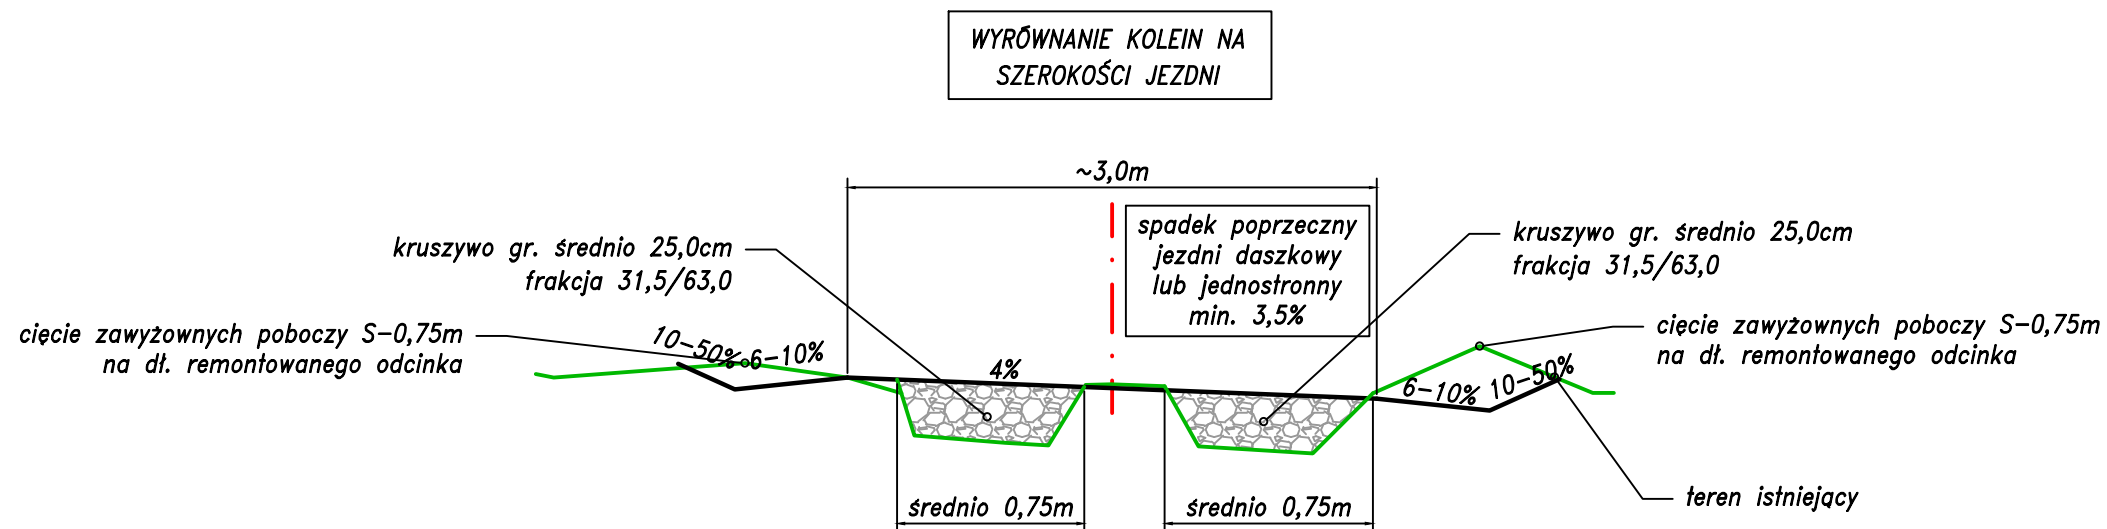 WYRÓWNANIE KOLEIN NA
SZEROKOŚCI JEZDNI
~3,0m
spadek poprzeczny
jezdni daszkowy
lub jednostronny
min. 3,5%
kruszywo gr. średnio 25,0cm
frakcja 31,5/63,0
kruszywo gr. średnio 25,0cm
frakcja 31,5/63,0
cięcie zawyżownych poboczy S-0,75m
na dł. remontowanego odcinka
cięcie zawyżownych poboczy S-0,75m
na dł. remontowanego odcinka
10-50%
6-10%
4%
6-10%
10-50%
średnio 0,75m
średnio 0,75m
teren istniejący